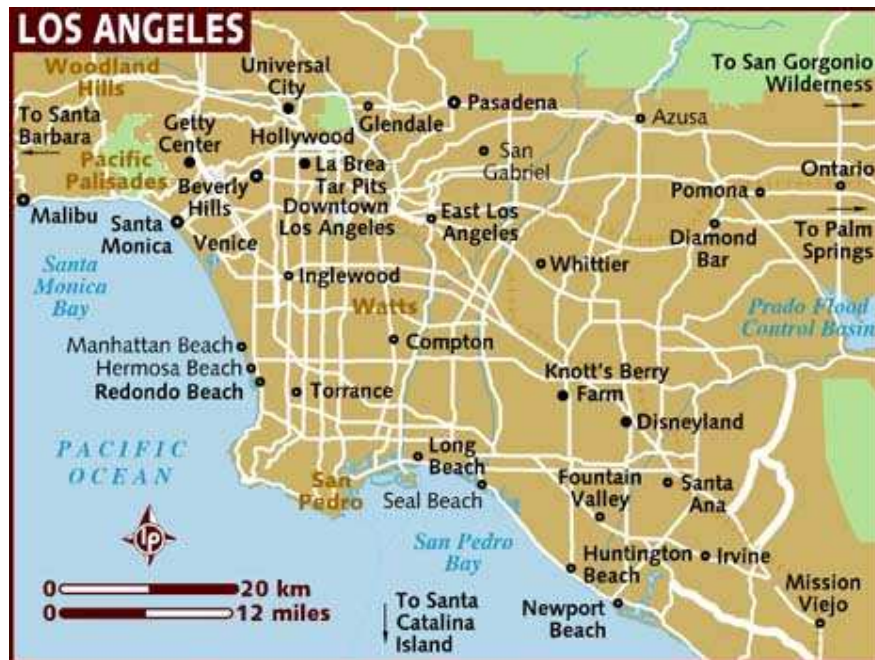 LOS ANGELES
Woodland
Hills
Universal
City
To San Gorgonio
Wilderness
To Santa
Barbara
Getty
Center
Hollywood
Glendale
Pasadena
Azusa
Pacific
Palisades
La Brea
Tar Pits
San
Gabriel
Ontario
Beverly
Hills
Pomona
Malibu
Santa
Monica
Downtown
Los Angeles
East Los
Angeles
Diamond
Bar
To Palm
Springs
Venice
Santa
Monica
Bay
Inglewood
Whittier
Watts
Prado Flood
Control Basin
Manhattan Beach
Hermosa Beach
Redondo Beach
Compton
Torrance
Knott's Berry
Farm
Disneyland
PACIFIC
OCEAN
San
Pedro
Long
Beach
Seal Beach
Fountain
Valley
Santa
Ana
LP
San Pedro
Bay
Huntington
Beach
Irvine
Mission
Viejo
0 20 km
0 12 miles
To Santa
Catalina
Island
Newport
Beach